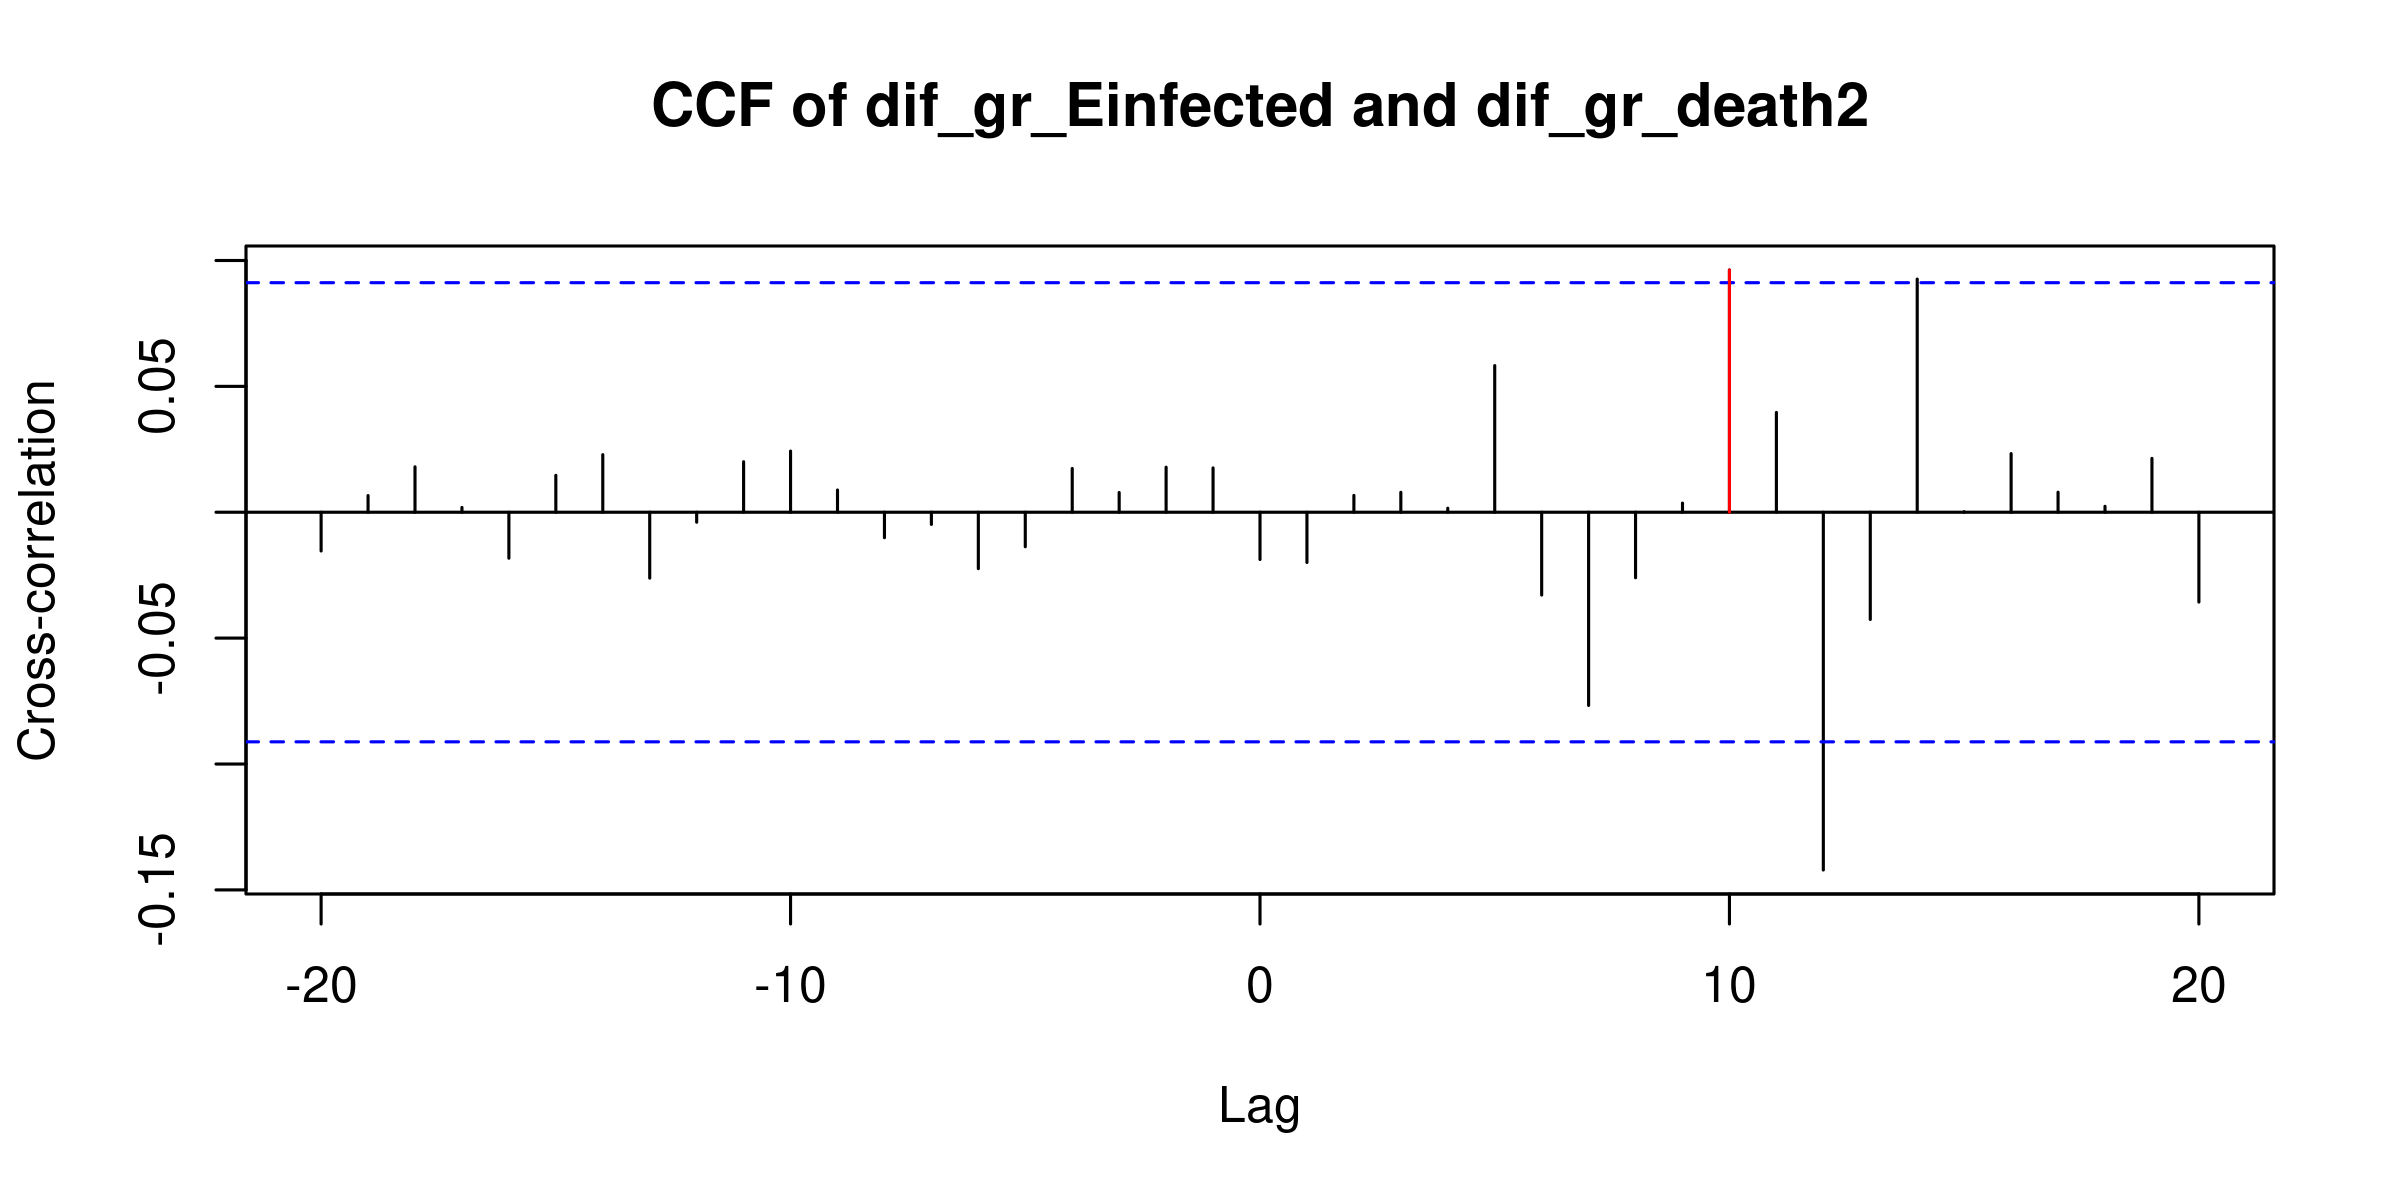 CCF of dif_gr_Einfected and dif_gr_death2
Cross-correlation
0.05
-0.05
-0.15
-20
-10
0
10
20
Lag